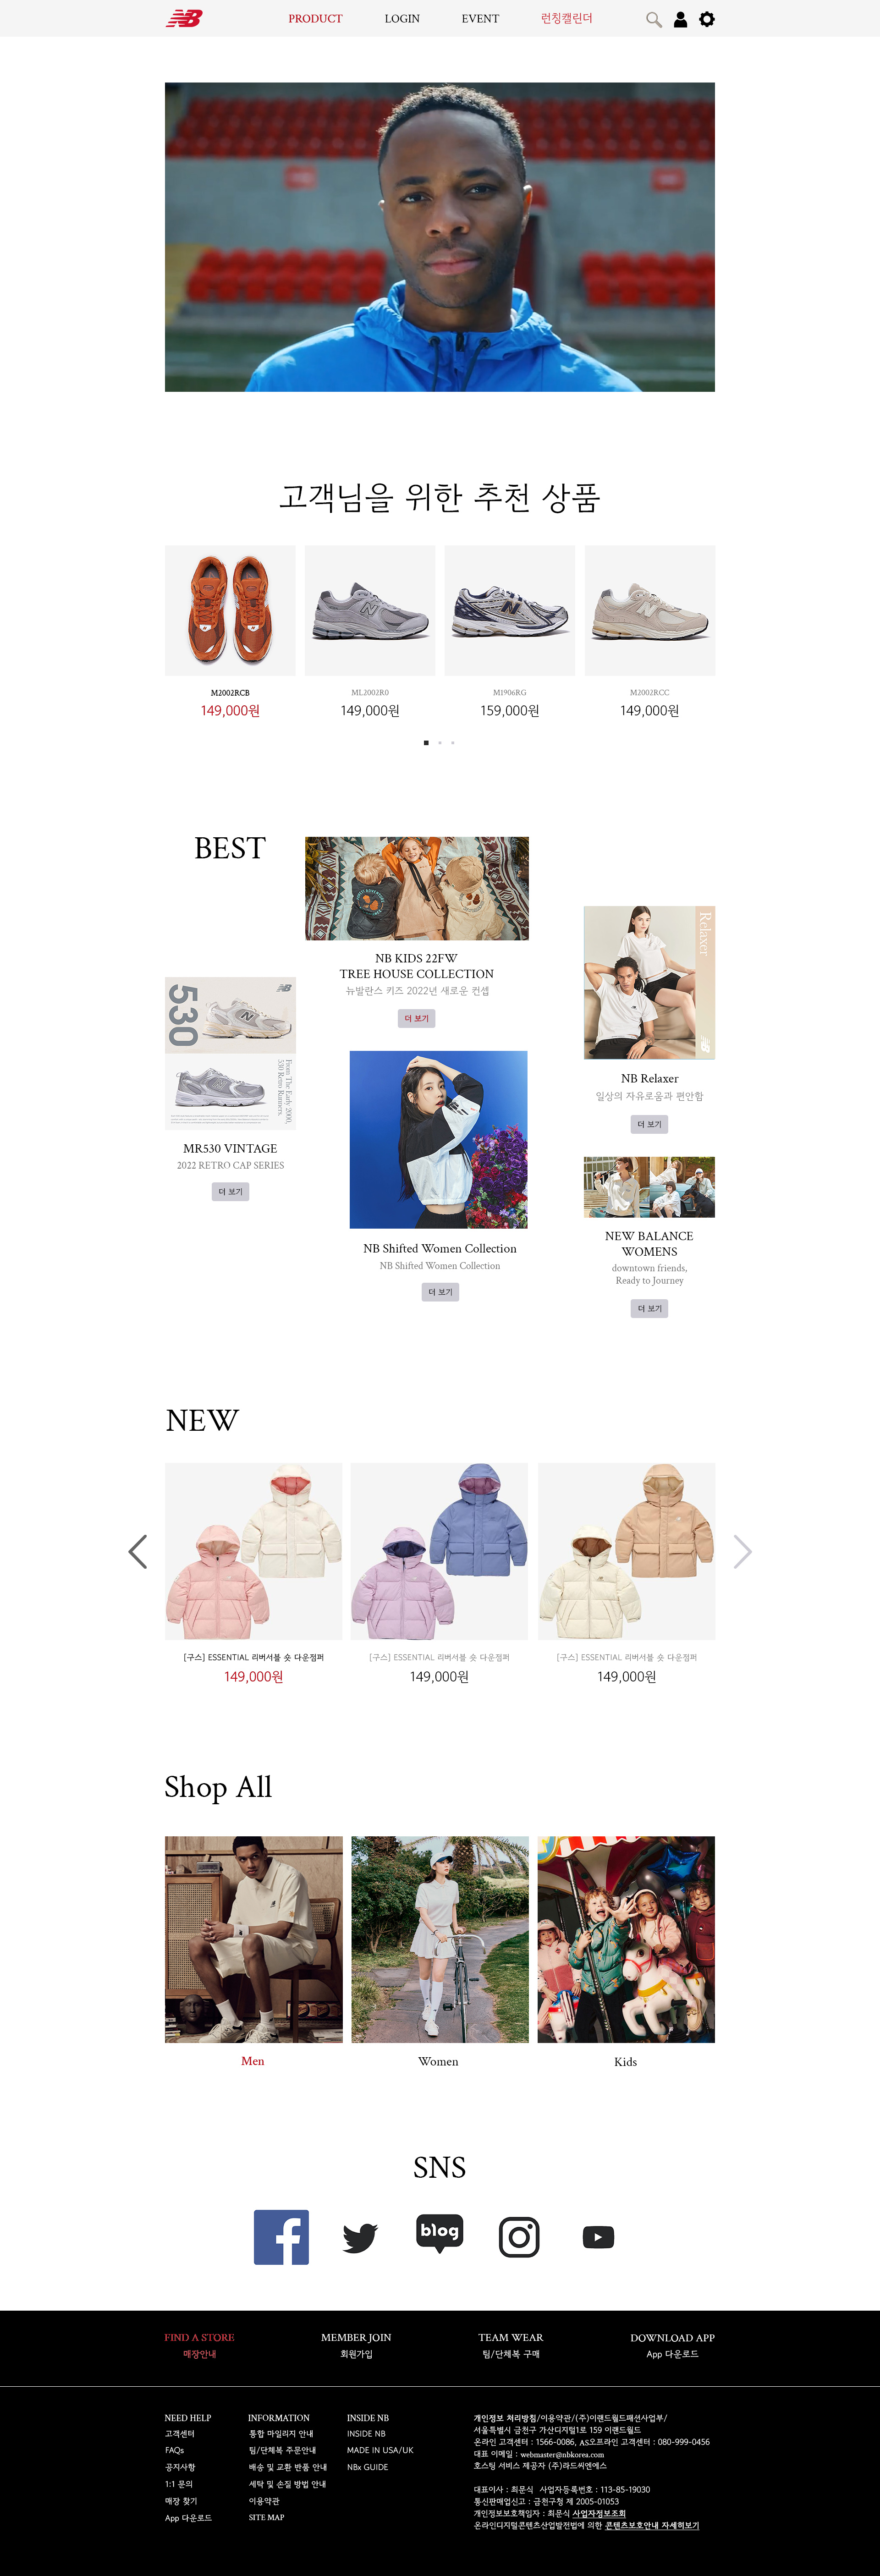 NB
PRODUCT
LOGIN
EVENT
런칭캘린더
고객님을 위한 추천 상품
M2002RCB
149,000원
ML2002R0
149,000원
M1906RG
159,000원
M2002RCC
149,000원
BEST
NB KIDS 22FW
TREE HOUSE COLLECTION
뉴발란스 키즈 2022년 새로운 컨셉
더 보기
Relaxer
NB Relaxer
일상의 자유로움과 편안함
더 보기
530
From The Early 2000,
530 Retro Runners.
MR530 VINTAGE
2022 RETRO CAP SERIES
더 보기
NB Shifted Women Collection
NB Shifted Women Collection
더 보기
NEW BALANCE
WOMENS
downtown friends,
Ready to Journey
더 보기
NEW
[구스] ESSENTIAL 리버서블 숏 다운점퍼
149,000원
[구스] ESSENTIAL 리버서블 숏 다운점퍼
149,000원
[구스] ESSENTIAL 리버서블 숏 다운점퍼
149,000원
Shop All
Men
Women
Kids
SNS
blog
FIND A STORE
매장안내
MEMBER JOIN
회원가입
TEAM WEAR
팀/단체복 구매
DOWNLOAD APP
App 다운로드
NEED HELP
고객센터
FAQs
공지사항
1:1 문의
매장 찾기
App 다운로드
INFORMATION
통합 마일리지 안내
팀/단체복 주문안내
배송 및 교환 반품 안내
세탁 및 손질 방법 안내
이용약관
SITE MAP
INSIDE NB
INSIDE NB
MADE IN USA/UK
NBx GUIDE
개인정보 처리방침/이용약관/(주)이랜드월드패션사업부/
서울특별시 금천구 가산디지털1로 159 이랜드월드
온라인 고객센터 : 1566-0086, AS오프라인 고객센터 : 080-999-0456
대표 이메일 : webmaster@nbkorea.com
호스팅 서비스 제공자 (주)라드씨엔에스
대표이사 : 최운식 사업자등록번호 : 113-85-19030
통신판매업신고 : 금천구청 제 2005-01053
개인정보보호책임자 : 최문식 사업자정보조회
온라인디지털콘텐츠산업발전법에 의한 콘텐츠보호안내 자세히보기